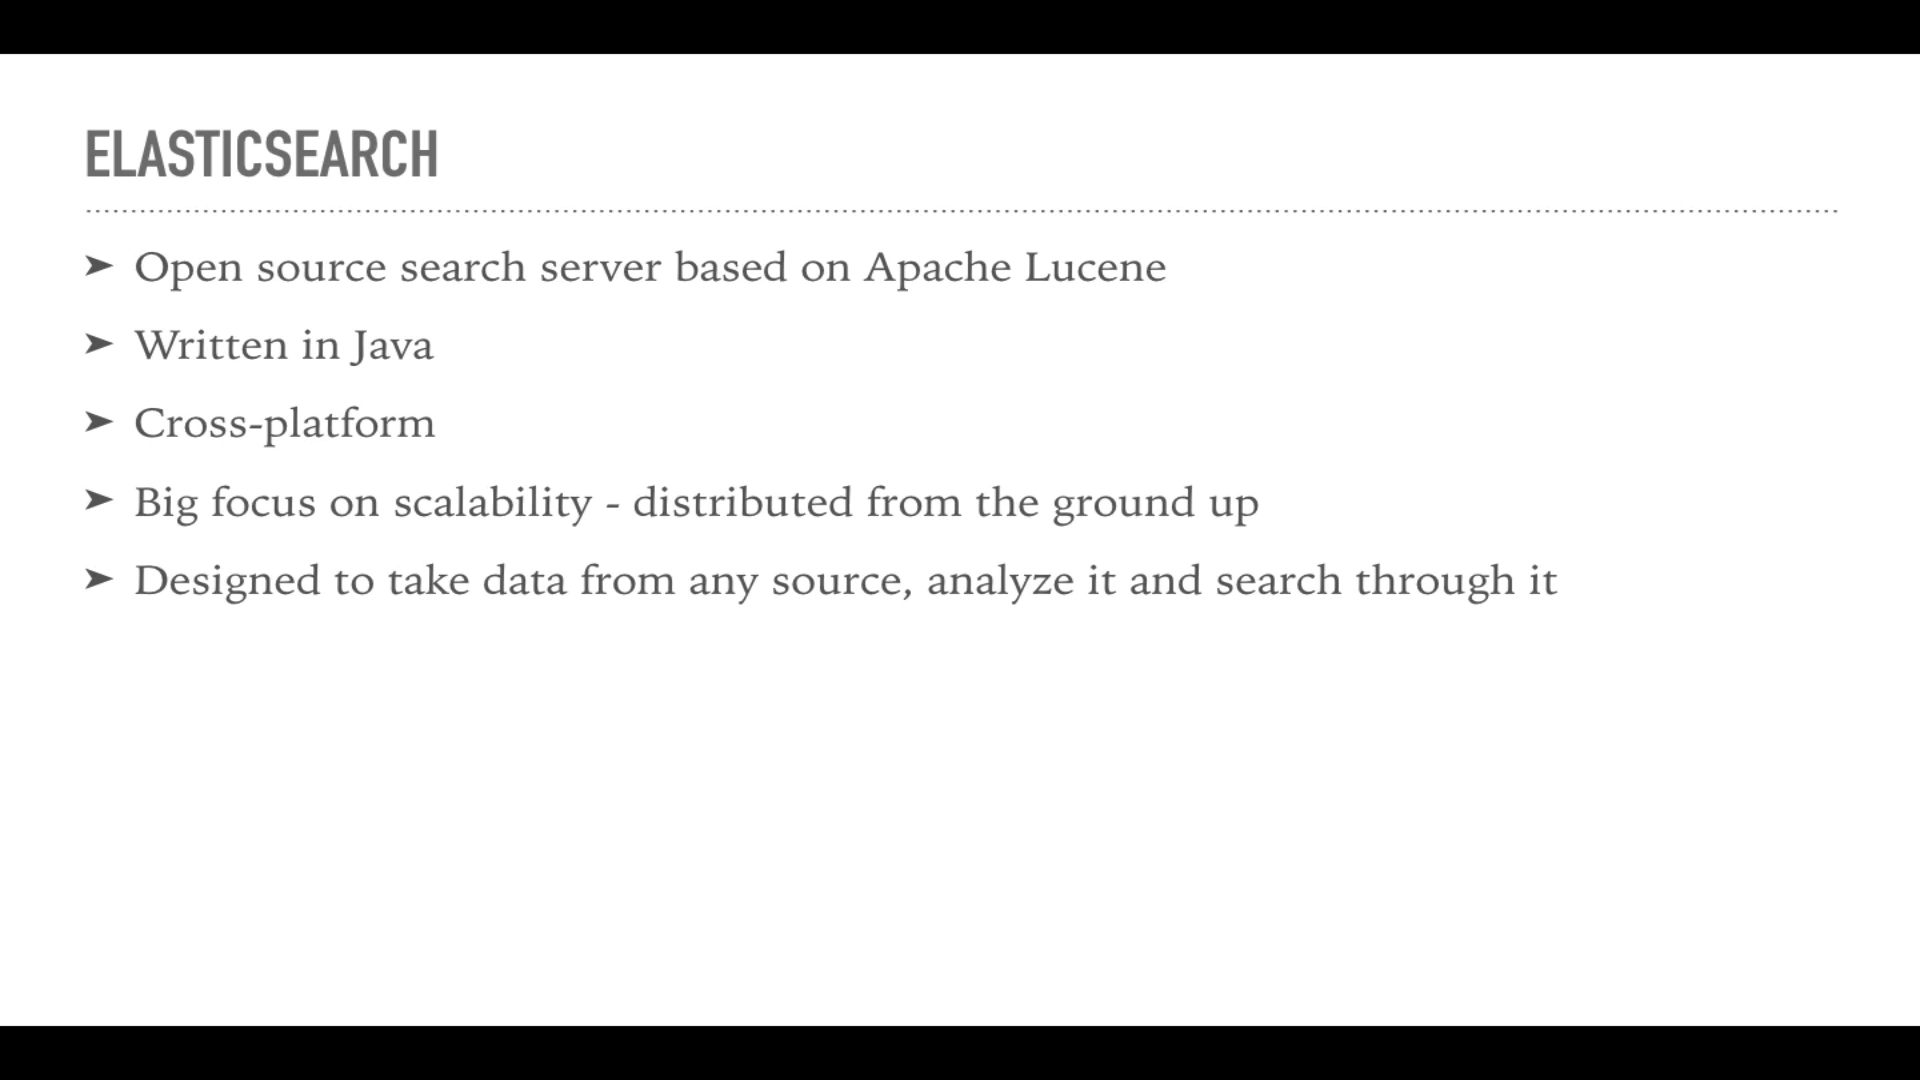 ELASTICSEARCH
➤ Open source search server based on Apache Lucene
➤ Written in Java
➤ Cross-platform
➤ Big focus on scalability - distributed from the ground up
➤ Designed to take data from any source, analyze it and search through it